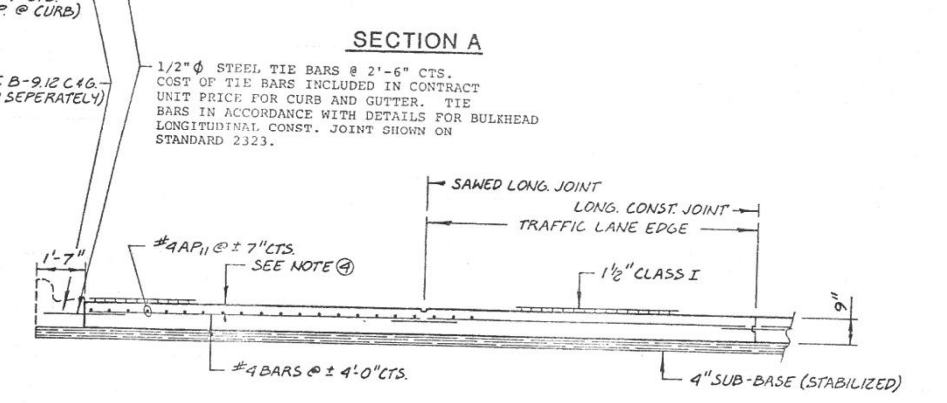 P. @ CURB)
SECTION A
1/2"ϕ STEEL TIE BARS @ 2'-6" CTS.
COST OF TIE BARS INCLUDED IN CONTRACT
UNIT PRICE FOR CURB AND GUTTER. TIE
BARS IN ACCORDANCE WITH DETAILS FOR BULKHEAD
LONGITUDINAL CONST. JOINT SHOWN ON
STANDARD 2323.
B-9.12 C&G.
SEPERATELY)
SAWED LONG. JOINT
LONG. CONST. JOINT
TRAFFIC LANE EDGE
1'-7"
#4AP11 @ ± 7" CTS.
SEE NOTE ④
1½" CLASS I
9"
#4 BARS @ ± 4'-0" CTS.
4" SUB-BASE (STABILIZED)